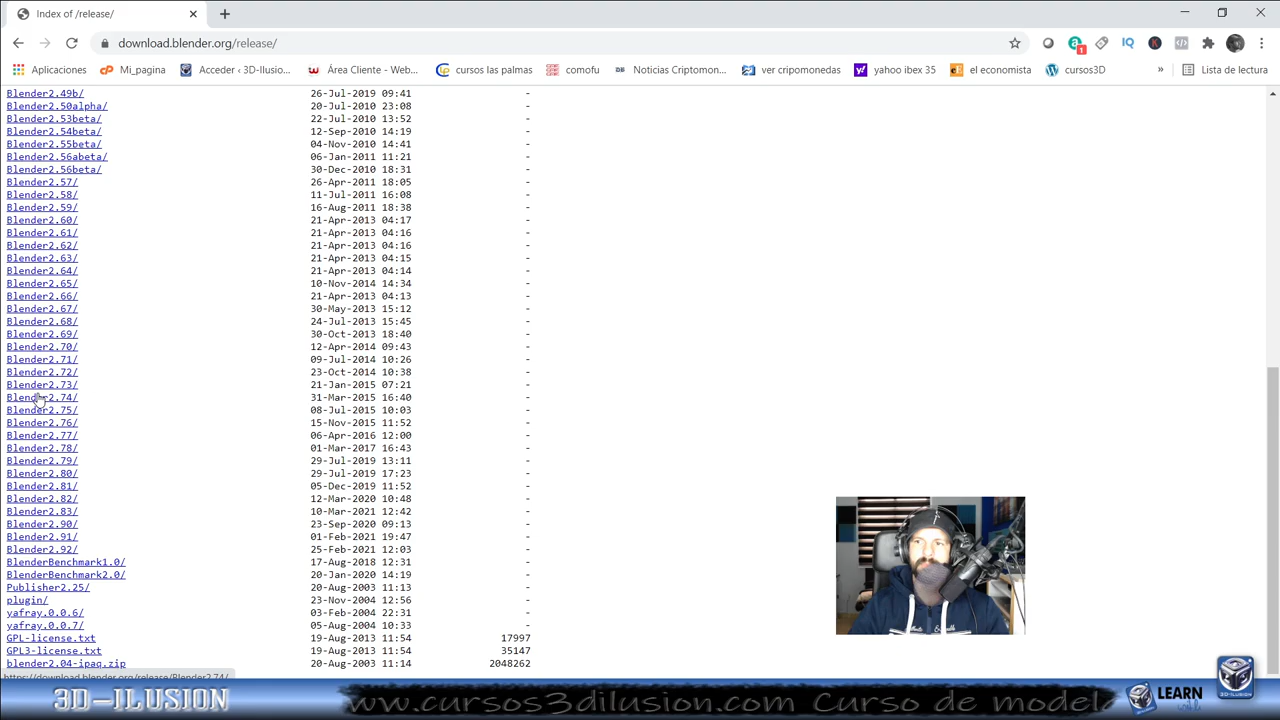 Index of /release/
download.blender.org/release/
Aplicaciones Mi_pagina Acceder ‹ 3D-Ilusio... Área Cliente - Web... cursos las palmas comofu Noticias Criptomon... ver cripomonedas yahoo ibex 35 el economista cursos3D » Lista de lectura
Blender2.49b/ 26-Jul-2019 09:41 -
Blender2.50alpha/ 20-Jul-2010 23:08 -
Blender2.53beta/ 22-Jul-2010 13:52 -
Blender2.54beta/ 12-Sep-2010 14:19 -
Blender2.55beta/ 04-Nov-2010 14:41 -
Blender2.56abeta/ 06-Jan-2011 11:21 -
Blender2.56beta/ 30-Dec-2010 18:31 -
Blender2.57/ 26-Apr-2011 18:05 -
Blender2.58/ 11-Jul-2011 16:08 -
Blender2.59/ 16-Aug-2011 18:38 -
Blender2.60/ 21-Apr-2013 04:17 -
Blender2.61/ 21-Apr-2013 04:16 -
Blender2.62/ 21-Apr-2013 04:16 -
Blender2.63/ 21-Apr-2013 04:15 -
Blender2.64/ 21-Apr-2013 04:14 -
Blender2.65/ 10-Nov-2014 14:34 -
Blender2.66/ 21-Apr-2013 04:13 -
Blender2.67/ 30-May-2013 15:12 -
Blender2.68/ 24-Jul-2013 15:45 -
Blender2.69/ 30-Oct-2013 18:40 -
Blender2.70/ 12-Apr-2014 09:43 -
Blender2.71/ 09-Jul-2014 10:26 -
Blender2.72/ 23-Oct-2014 10:38 -
Blender2.73/ 21-Jan-2015 07:21 -
Blender2.74/ 31-Mar-2015 16:40 -
Blender2.75/ 08-Jul-2015 10:03 -
Blender2.76/ 15-Nov-2015 11:52 -
Blender2.77/ 06-Apr-2016 12:00 -
Blender2.78/ 01-Mar-2017 16:43 -
Blender2.79/ 29-Jul-2019 13:11 -
Blender2.80/ 29-Jul-2019 17:23 -
Blender2.81/ 05-Dec-2019 11:52 -
Blender2.82/ 12-Mar-2020 10:48 -
Blender2.83/ 10-Mar-2021 12:42 -
Blender2.90/ 23-Sep-2020 09:13 -
Blender2.91/ 01-Feb-2021 19:47 -
Blender2.92/ 25-Feb-2021 12:03 -
BlenderBenchmark1.0/ 17-Aug-2018 12:31 -
BlenderBenchmark2.0/ 20-Jan-2020 14:19 -
Publisher2.25/ 20-Aug-2003 11:13 -
plugin/ 23-Nov-2004 12:56 -
yafray.0.0.6/ 03-Feb-2004 22:31 -
yafray.0.0.7/ 05-Aug-2004 10:33 -
GPL-license.txt 19-Aug-2013 11:54 17997
GPL3-license.txt 19-Aug-2013 11:54 35147
blender2.04-ipaq.zip 20-Aug-2003 11:14 2048262
https://download.blender.org/release/Blender2.74/
3D-ILUSION www.cursos3dilusion.com Curso de model LEARN
3D-ILUSION